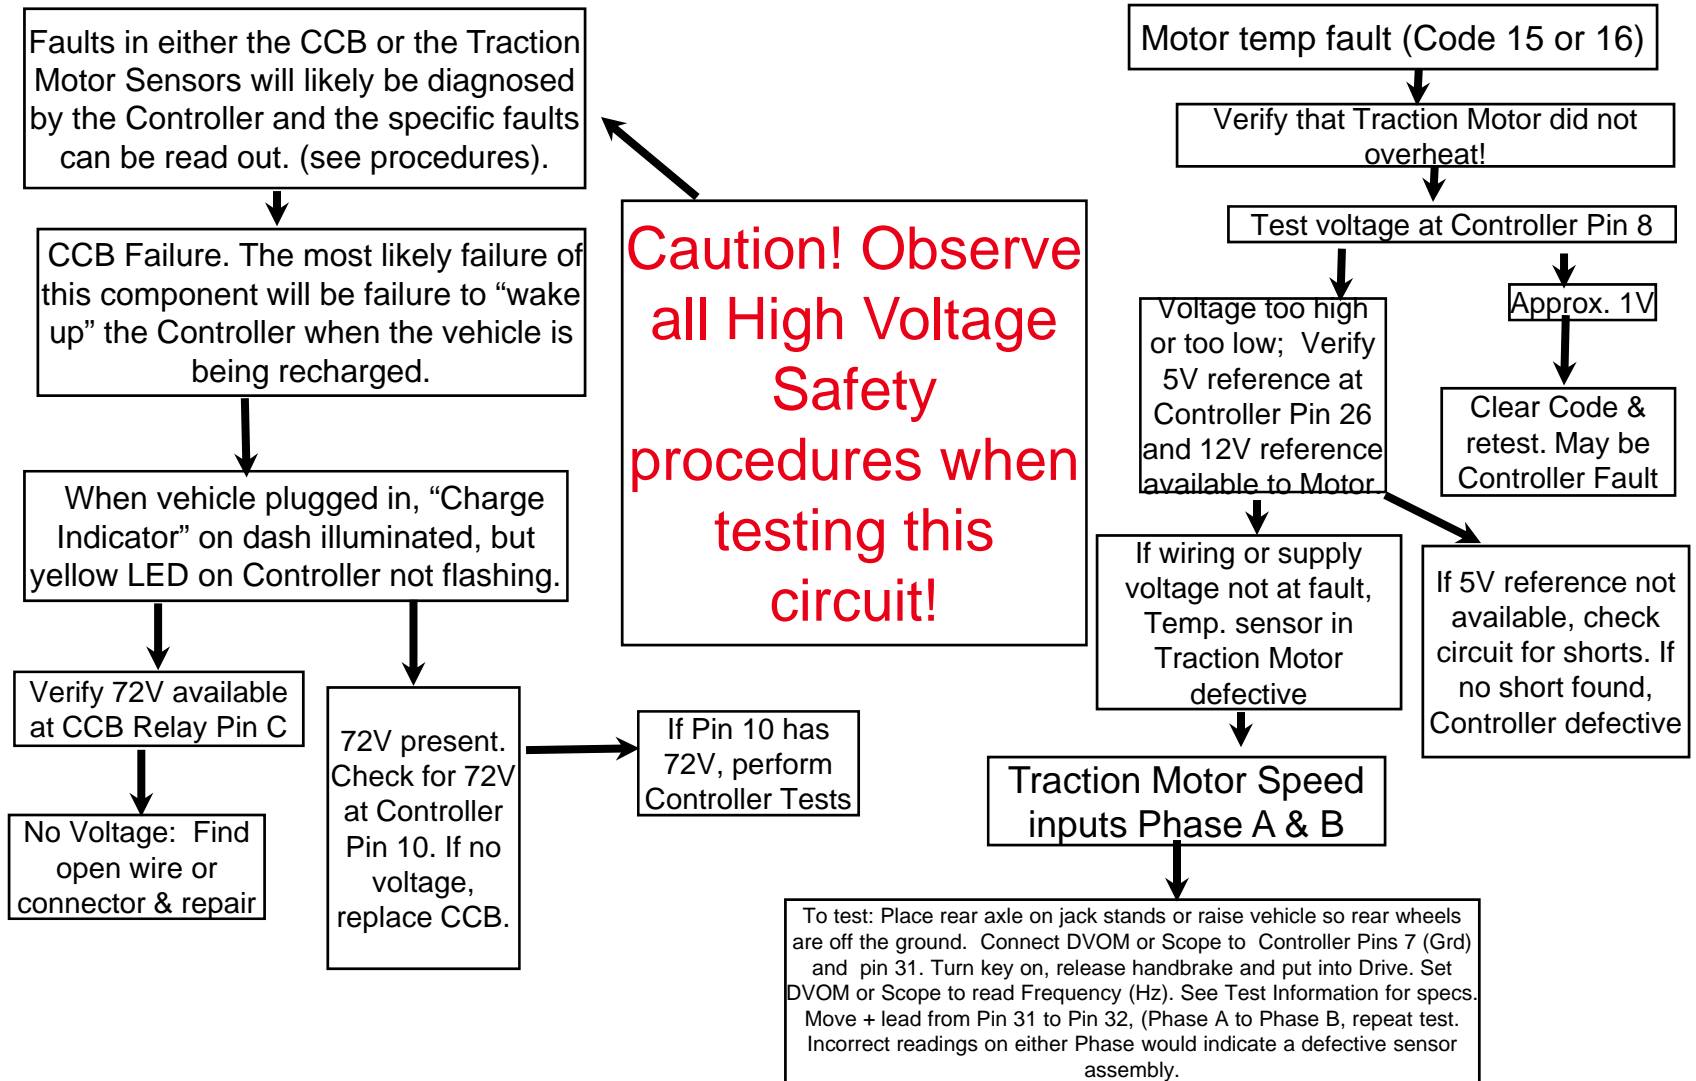 Faults in either the CCB or the Traction
Motor Sensors will likely be diagnosed
by the Controller and the specific faults
can be read out. (see procedures).
CCB Failure. The most likely failure of
this component will be failure to “wake
up” the Controller when the vehicle is
being recharged.
When vehicle plugged in, “Charge
Indicator” on dash illuminated, but
yellow LED on Controller not flashing.
Verify 72V available
at CCB Relay Pin C
No Voltage: Find
open wire or
connector & repair
72V present.
Check for 72V
at Controller
Pin 10. If no
voltage,
replace CCB.
If Pin 10 has
72V, perform
Controller Tests
Caution! Observe
all High Voltage
Safety
procedures when
testing this
circuit!
Motor temp fault (Code 15 or 16)
Verify that Traction Motor did not
overheat!
Test voltage at Controller Pin 8
Voltage too high
or too low; Verify
5V reference at
Controller Pin 26
and 12V reference
available to Motor.
Approx. 1V
Clear Code &
retest. May be
Controller Fault
If wiring or supply
voltage not at fault,
Temp. sensor in
Traction Motor
defective
If 5V reference not
available, check
circuit for shorts. If
no short found,
Controller defective
Traction Motor Speed
inputs Phase A & B
To test: Place rear axle on jack stands or raise vehicle so rear wheels
are off the ground. Connect DVOM or Scope to Controller Pins 7 (Grd)
and pin 31. Turn key on, release handbrake and put into Drive. Set
DVOM or Scope to read Frequency (Hz). See Test Information for specs.
Move + lead from Pin 31 to Pin 32, (Phase A to Phase B, repeat test.
Incorrect readings on either Phase would indicate a defective sensor
assembly.